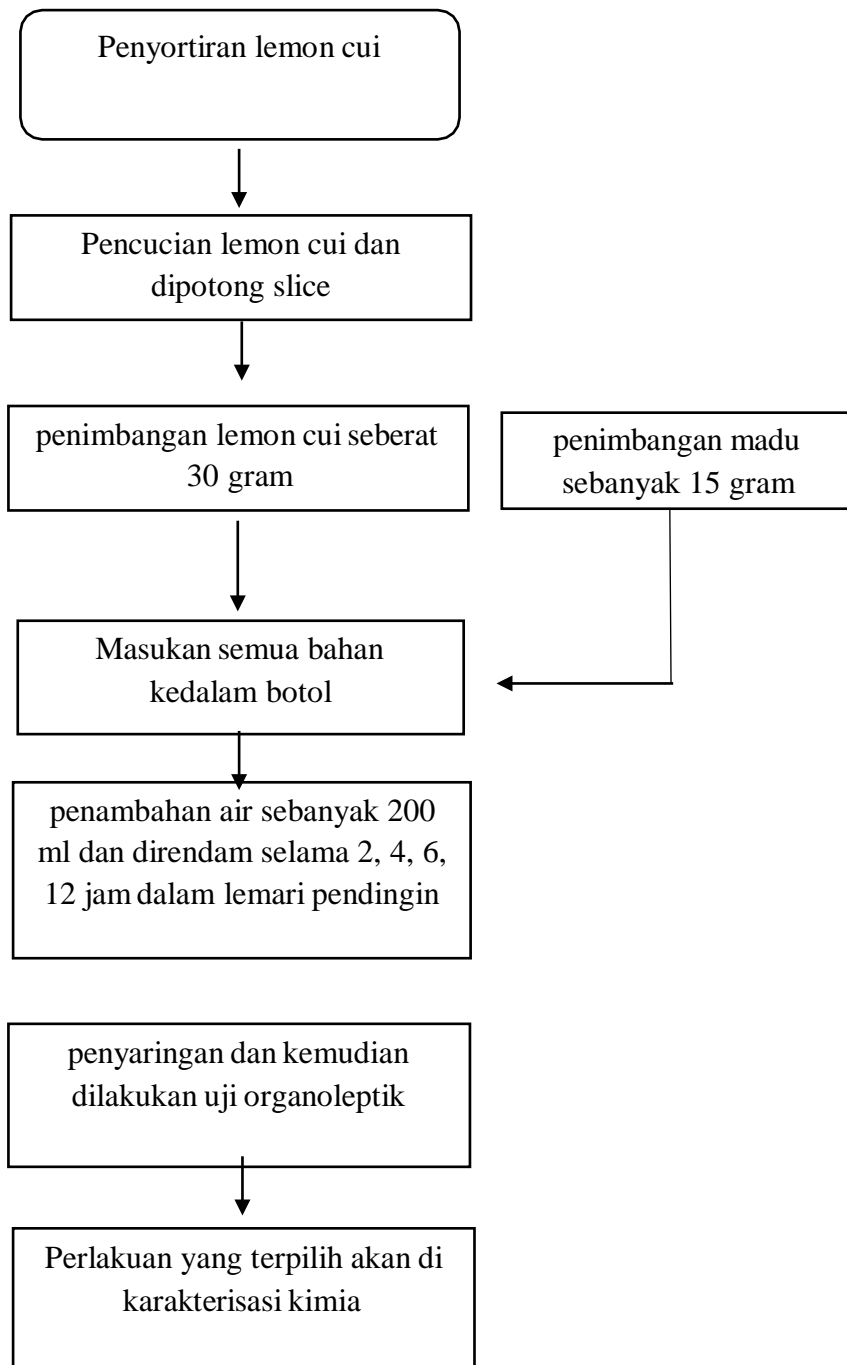 Penyortiran lemon cui
Pencucian lemon cui dan
dipotong slice
penimbangan lemon cui seberat
30 gram
penimbangan madu
sebanyak 15 gram
Masukan semua bahan
kedalam botol
penambahan air sebanyak 200
ml dan direndam selama 2, 4, 6,
12 jam dalam lemari pendingin
penyaringan dan kemudian
dilakukan uji organoleptik
Perlakuan yang terpilih akan di
karakterisasi kimia